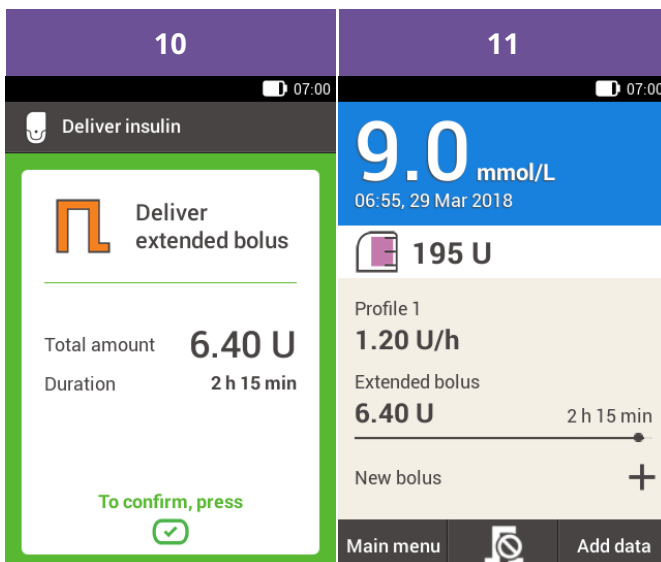 10
07:00
Deliver insulin
Deliver
extended bolus
Total amount 6.40 U
Duration 2 h 15 min
To confirm, press
11
07:00
9.0 mmol/L
06:55, 29 Mar 2018
195 U
Profile 1
1.20 U/h
Extended bolus
6.40 U 2 h 15 min
New bolus
Main menu Add data